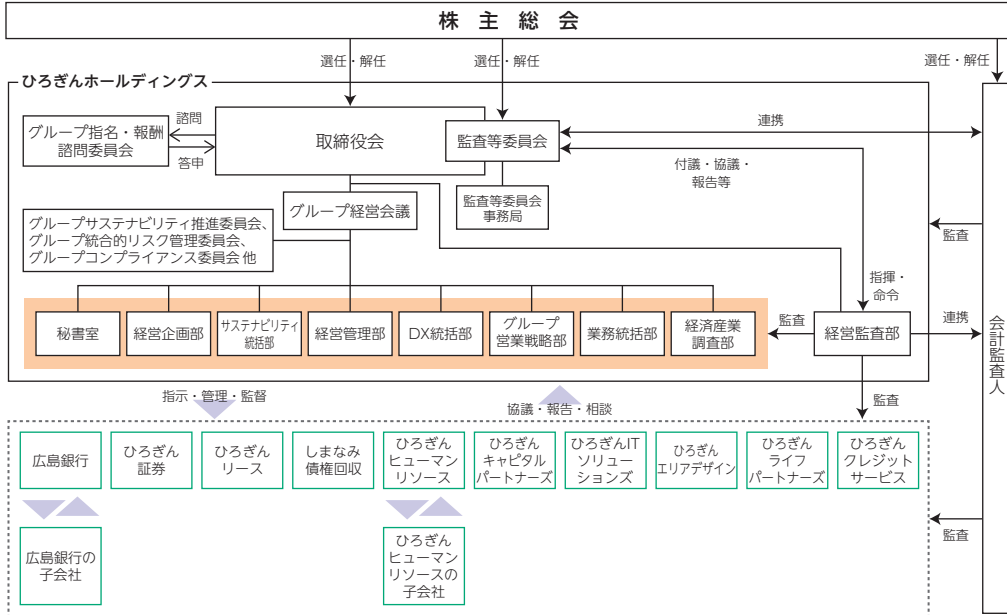 株主総会
選任・解任
選任・解任
選任・解任
ひろぎんホールディングス
グループ指名・報酬
諮問委員会
諮問
答申
取締役会
監査等委員会
連携
付議・協議・
報告等
グループ経営会議
監査等委員会
事務局
グループサステナビリティ推進委員会、
グループ統合的リスク管理委員会、
グループコンプライアンス委員会 他
監査
指揮・
命令
秘書室
経営企画部
サステナビリティ
統括部
経営管理部
DX統括部
グループ
営業戦略部
業務統括部
経済産業
調査部
監査
経営監査部
連携
会計監査人
指示・管理・監督
協議・報告・相談
監査
広島銀行
ひろぎん
証券
ひろぎん
リース
しまなみ
債権回収
ひろぎん
ヒューマン
リソース
ひろぎん
キャピタル
パートナーズ
ひろぎんIT
ソリュー
ションズ
ひろぎん
エリアデザイン
ひろぎん
ライフ
パートナーズ
ひろぎん
クレジット
サービス
監査
広島銀行の
子会社
ひろぎん
ヒューマン
リソースの
子会社